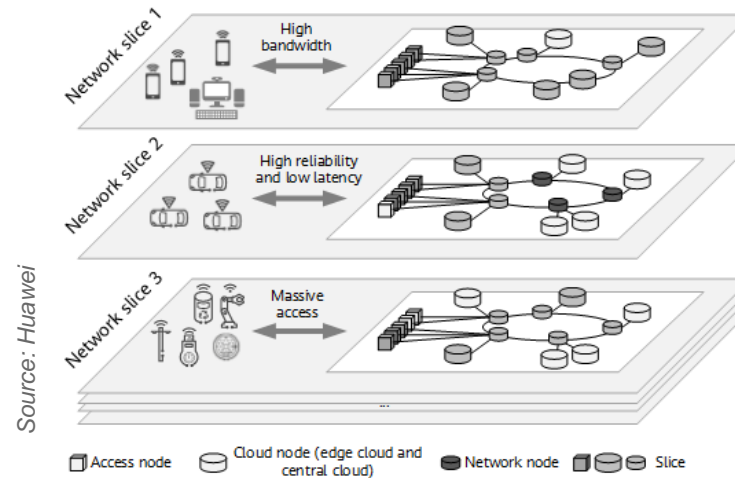 Network slice 1
High
bandwidth
Network slice 2
High reliability
and low latency
Network slice 3
Massive
access
...
Source: Huawei
Access node
Cloud node (edge cloud and
central cloud)
Network node
Slice